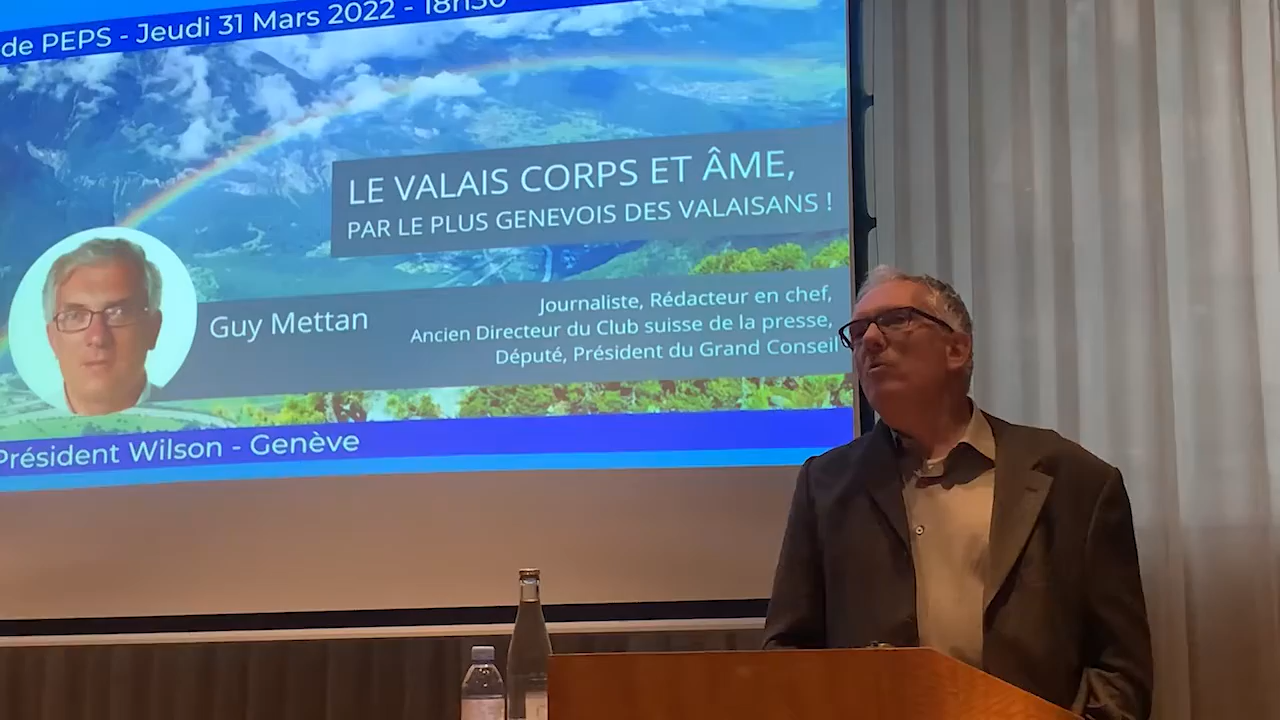 de PEPS - Jeudi 31 Mars 2022 - 18h30
LE VALAIS CORPS ET ÂME,
PAR LE PLUS GENEVOIS DES VALAISANS !
Guy Mettan
Journaliste, Rédacteur en chef,
Ancien Directeur du Club suisse de la presse,
Député, Président du Grand Conseil
Président Wilson - Genève